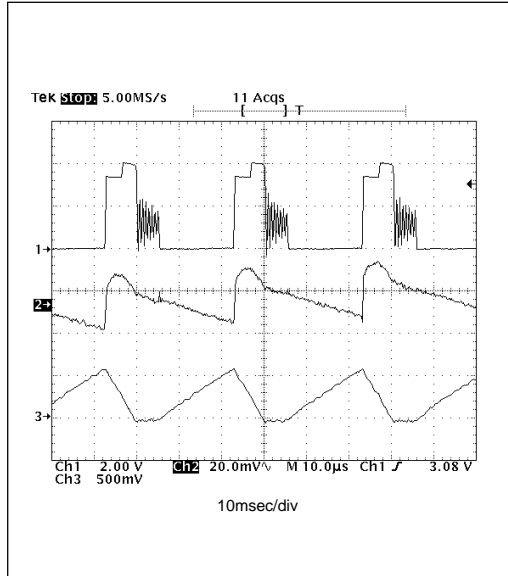 Tek Stop: 5.00MS/s 11 Acqs
[ ] T
1
2
3
Ch1 2.00 V Ch2 20.0mV∿ M 10.0µs Ch1 ʃ 3.08 V
Ch3 500mV
10msec/div